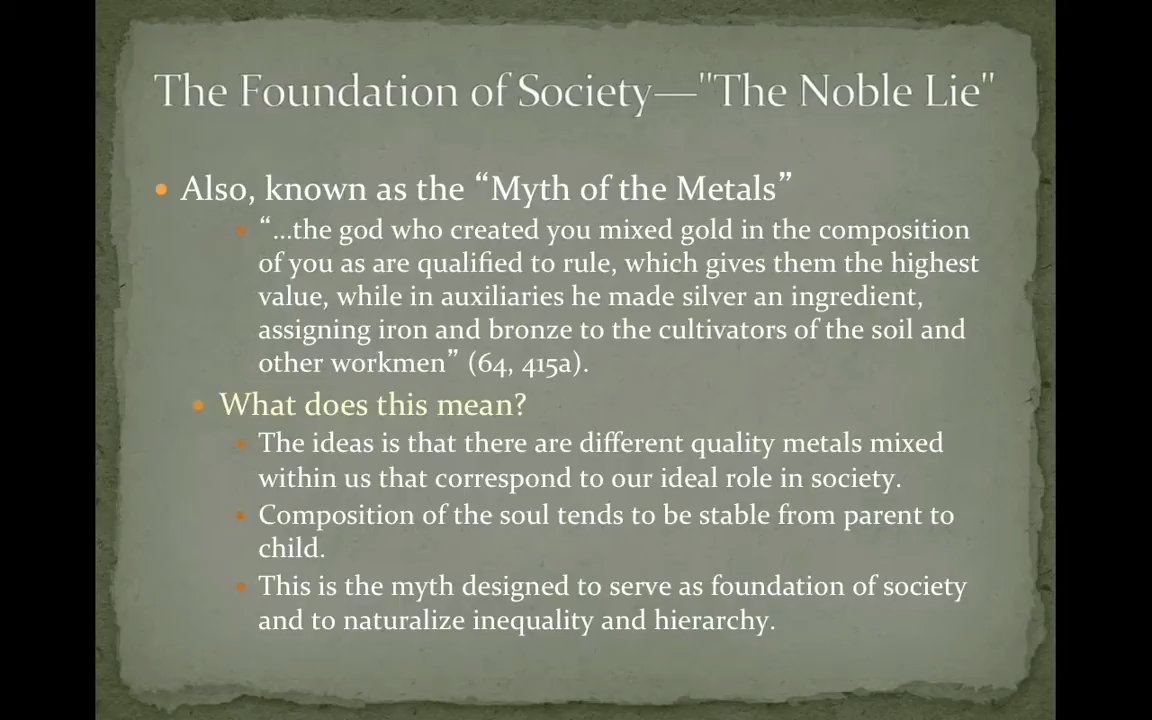 The Foundation of Society—"The Noble Lie"
• Also, known as the “Myth of the Metals”
• “…the god who created you mixed gold in the composition
of you as are qualified to rule, which gives them the highest
value, while in auxiliaries he made silver an ingredient,
assigning iron and bronze to the cultivators of the soil and
other workmen” (64, 415a).
• What does this mean?
• The ideas is that there are different quality metals mixed
within us that correspond to our ideal role in society.
• Composition of the soul tends to be stable from parent to
child.
• This is the myth designed to serve as foundation of society
and to naturalize inequality and hierarchy.